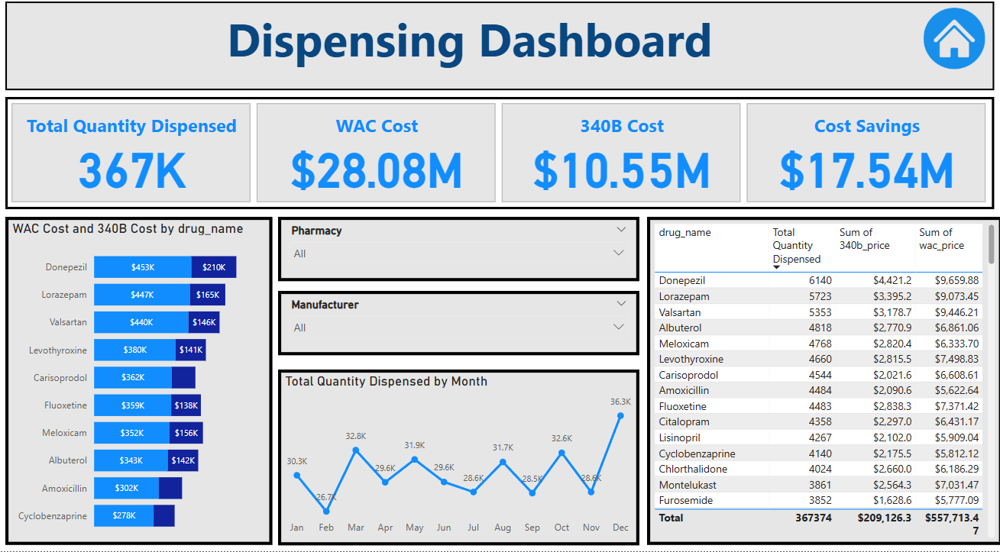 Dispensing Dashboard
Total Quantity Dispensed
367K
WAC Cost
$28.08M
340B Cost
$10.55M
Cost Savings
$17.54M
WAC Cost and 340B Cost by drug_name
Donepezil $453K $210K
Lorazepam $447K $165K
Valsartan $440K $146K
Levothyroxine $380K $141K
Carisoprodol $362K
Fluoxetine $359K $138K
Meloxicam $352K $156K
Albuterol $343K $142K
Amoxicillin $302K
Cyclobenzaprine $278K
Pharmacy
All
Manufacturer
All
Total Quantity Dispensed by Month
30.3K 26.7K 32.8K 29.6K 31.9K 29.6K 28.6K 31.7K 28.5K 32.6K 28.6K 36.3K
Jan Feb Mar Apr May Jun Jul Aug Sep Oct Nov Dec
drug_name Total Quantity Dispensed Sum of 340b_price Sum of wac_price
Donepezil 6140 $4,421.2 $9,659.88
Lorazepam 5723 $3,395.2 $9,073.45
Valsartan 5353 $3,178.7 $9,446.21
Albuterol 4818 $2,770.9 $6,861.06
Meloxicam 4768 $2,820.4 $6,333.70
Levothyroxine 4660 $2,815.5 $7,498.83
Carisoprodol 4544 $2,021.6 $6,608.61
Amoxicillin 4484 $2,090.6 $5,622.64
Fluoxetine 4483 $2,838.3 $7,371.42
Citalopram 4358 $2,297.0 $6,431.17
Lisinopril 4267 $2,102.0 $5,909.04
Cyclobenzaprine 4140 $2,175.5 $5,812.12
Chlorthalidone 4024 $2,660.0 $6,186.29
Montelukast 3861 $2,564.3 $7,031.47
Furosemide 3852 $1,628.6 $5,777.09
Total 367374 $209,126.3 $557,713.47